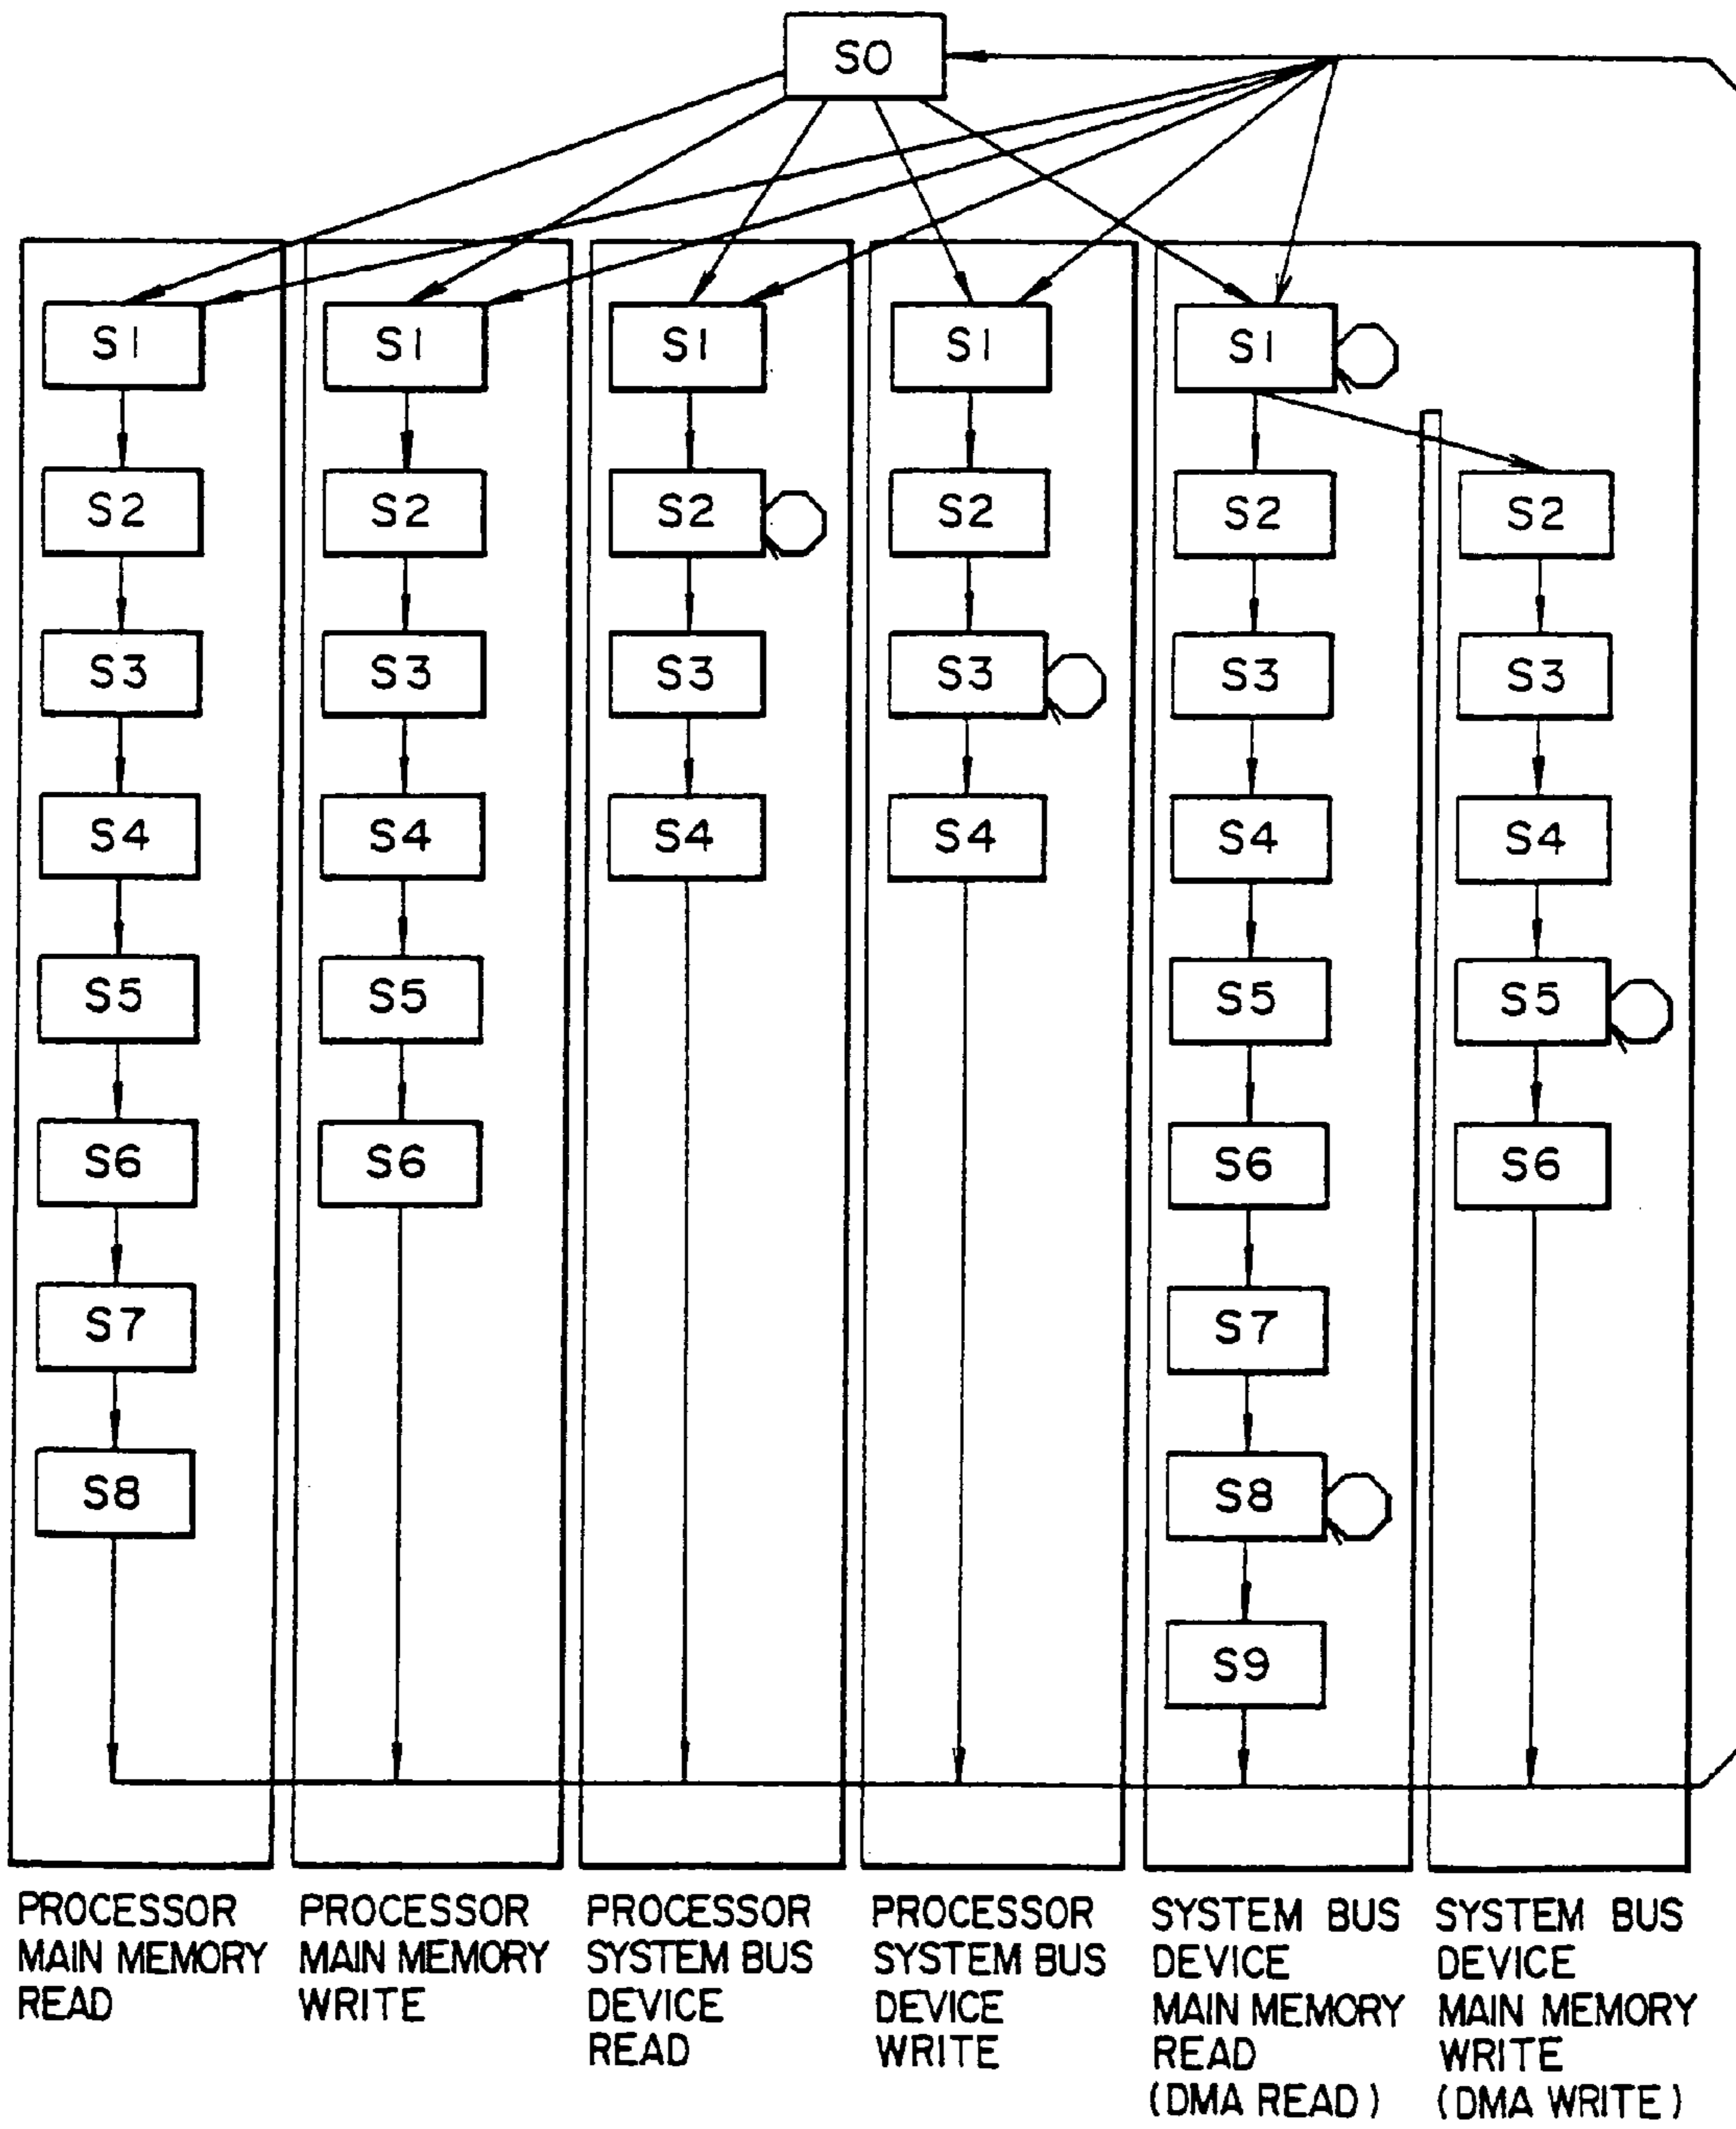 S0
S1
S2
S3
S4
S5
S6
S7
S8
S1
S2
S3
S4
S5
S6
S1
S2
S3
S4
S1
S2
S3
S4
S1
S2
S3
S4
S5
S6
S7
S8
S9
S2
S3
S4
S5
S6
PROCESSOR
MAIN MEMORY
READ
PROCESSOR
MAIN MEMORY
WRITE
PROCESSOR
SYSTEM BUS
DEVICE
READ
PROCESSOR
SYSTEM BUS
DEVICE
WRITE
SYSTEM BUS
DEVICE
MAIN MEMORY
READ
(DMA READ)
SYSTEM BUS
DEVICE
MAIN MEMORY
WRITE
(DMA WRITE)